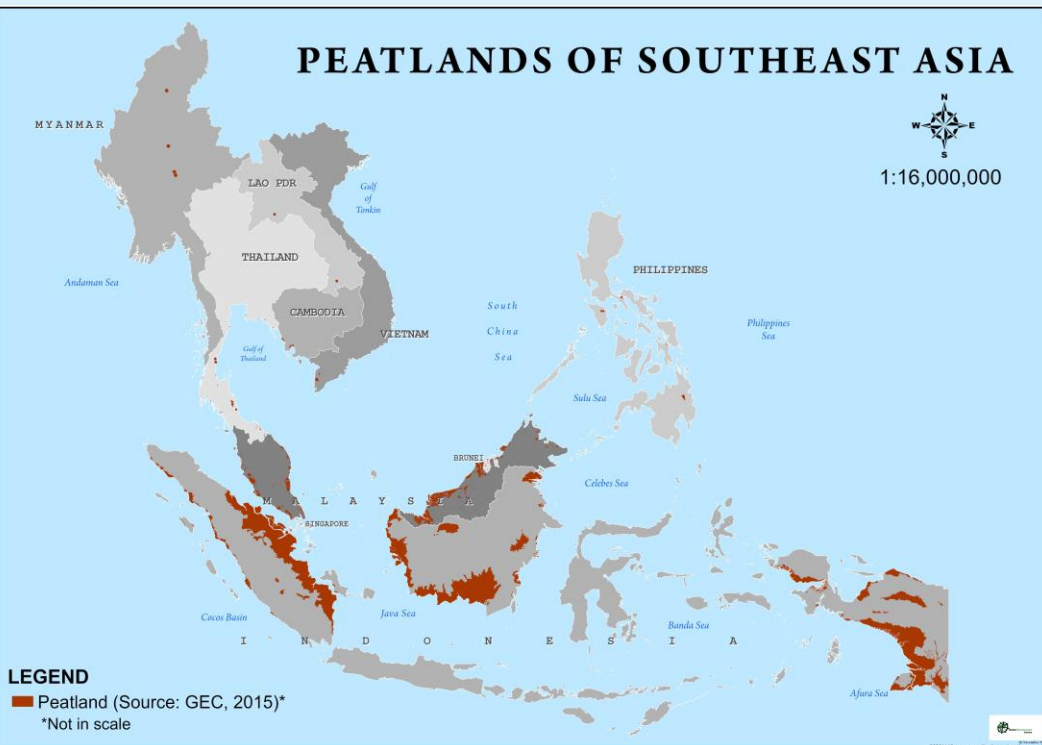 PEATLANDS OF SOUTHEAST ASIA
N
W E
S
1:16,000,000
MYANMAR
LAO PDR
Gulf
of
Tonkin
THAILAND
Andaman Sea
CAMBODIA
VIETNAM
Gulf of
Thailand
South
China
Sea
PHILIPPINES
Philippines
Sea
Sulu Sea
BRUNEI
Celebes Sea
MALAYSIA
SINGAPORE
Cocos Basin
Java Sea
Banda Sea
INDONESIA
Afura Sea
LEGEND
Peatland (Source: GEC, 2015)*
*Not in scale